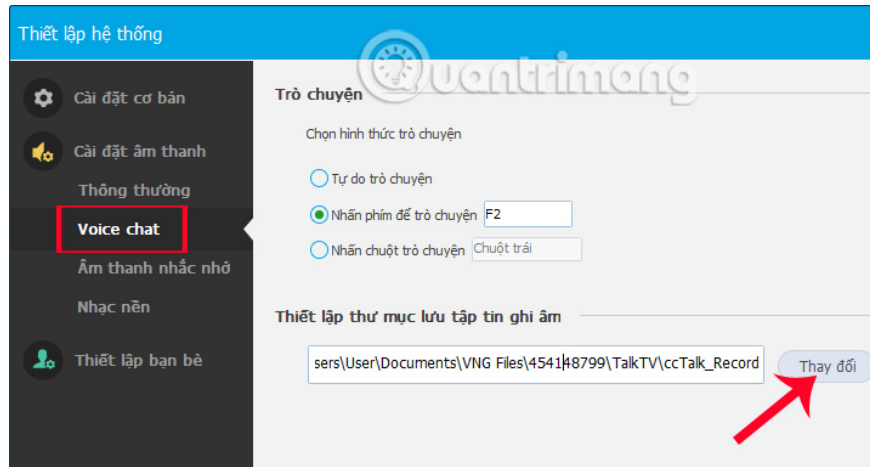 Thiết lập hệ thống
Quantrimang
Cài đặt cơ bản
Trò chuyện
Chọn hình thức trò chuyện
Cài đặt âm thanh
Tự do trò chuyện
Thông thường
Nhấn phím để trò chuyện F2
Voice chat
Nhấn chuột trò chuyện Chuột trái
Âm thanh nhắc nhở
Nhạc nền
Thiết lập thư mục lưu tập tin ghi âm
Thiết lập bạn bè
sers\User\Documents\VNG Files\454148799\TalkTV\ccTalk_Record
Thay đổi